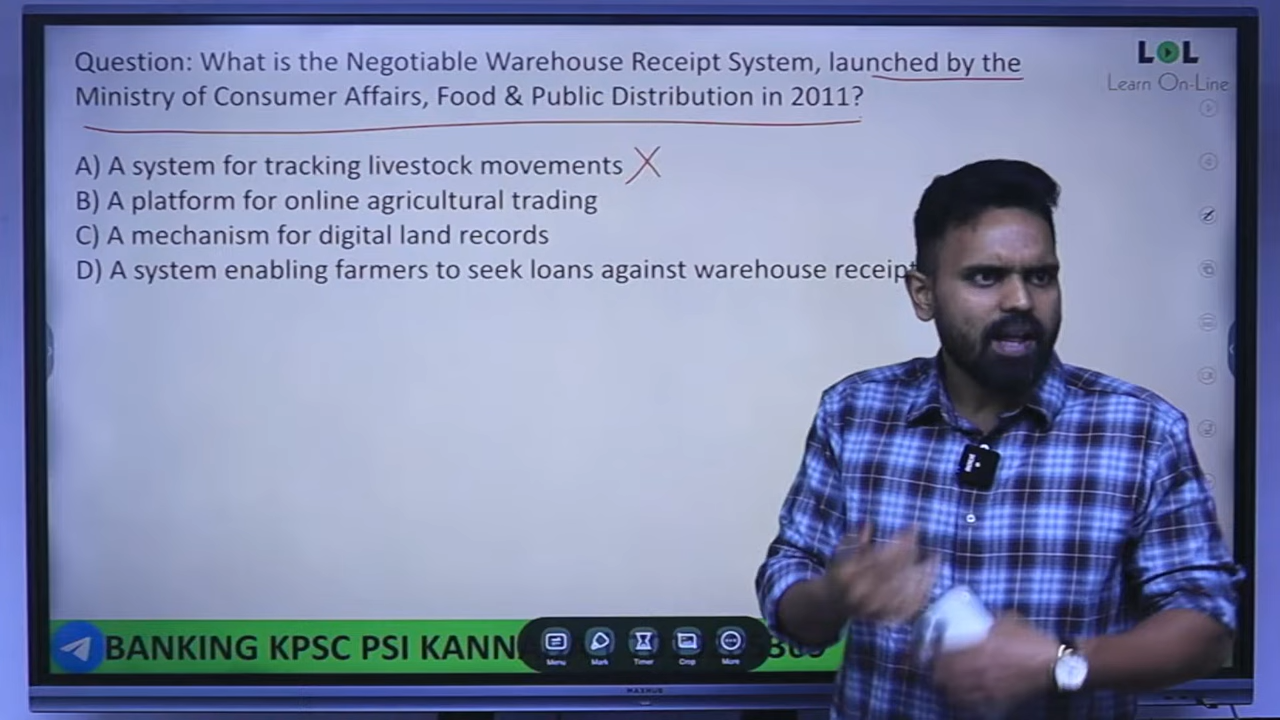 Question: What is the Negotiable Warehouse Receipt System, launched by the
Ministry of Consumer Affairs, Food & Public Distribution in 2011?
LOL
Learn On-Line
A) A system for tracking livestock movements
B) A platform for online agricultural trading
C) A mechanism for digital land records
D) A system enabling farmers to seek loans against warehouse receipt
BANKING KPSC PSI KANN
Menu
Mark
Timer
Crop
More
MAXHUB